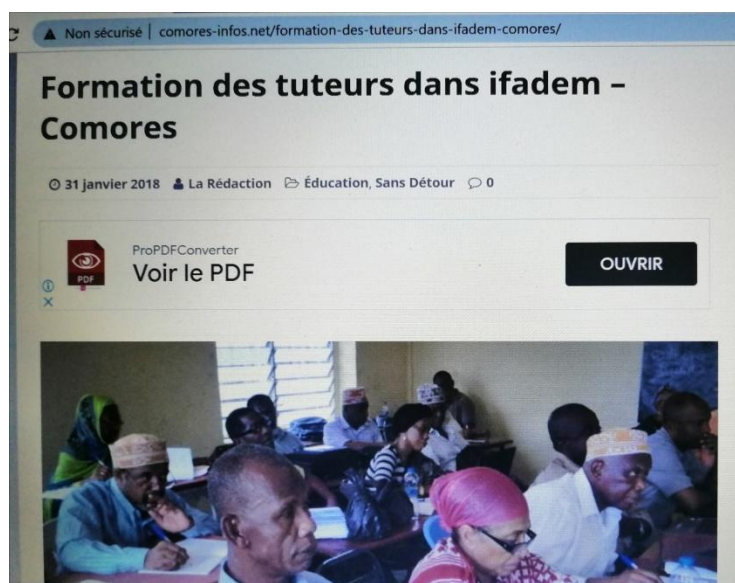 Non sécurisé | comores-infos.net/formation-des-tuteurs-dans-ifadem-comores/
Formation des tuteurs dans ifadem –
Comores
31 janvier 2018 La Rédaction Éducation, Sans Détour 0
ProPDFConverter
Voir le PDF
OUVRIR
PDF